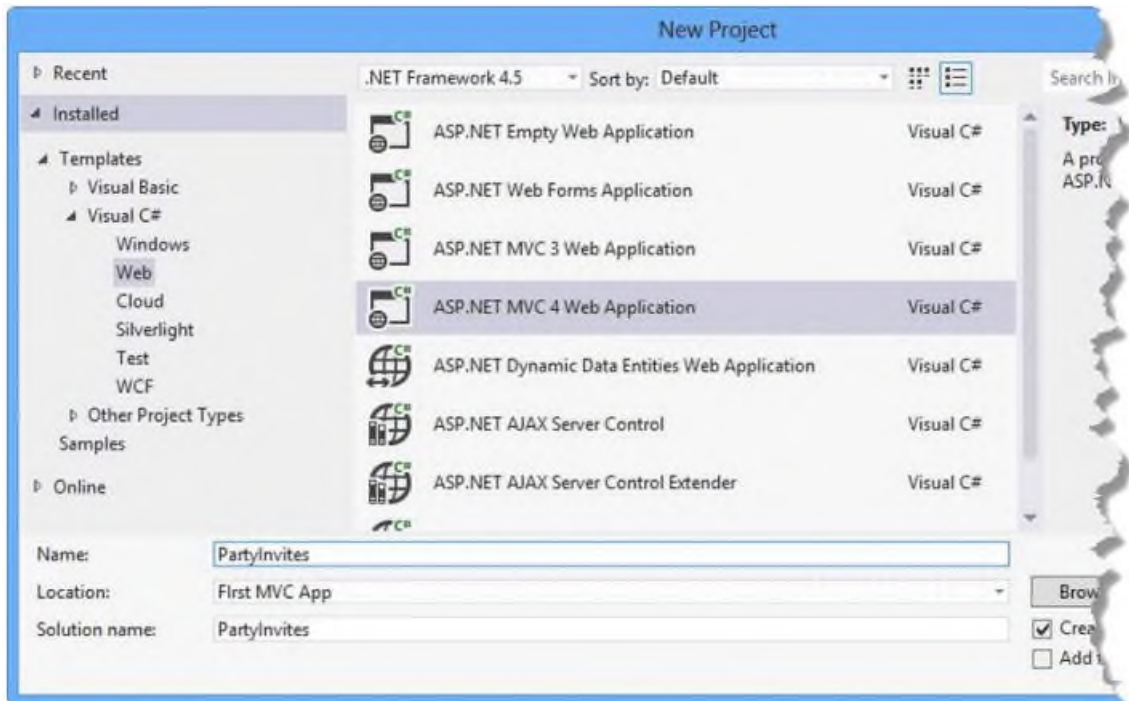 New Project
Recent
.NET Framework 4.5 Sort by: Default
Installed
Templates
Visual Basic
Visual C#
Windows
Web
Cloud
Silverlight
Test
WCF
Other Project Types
Samples
Online
ASP.NET Empty Web Application Visual C#
ASP.NET Web Forms Application Visual C#
ASP.NET MVC 3 Web Application Visual C#
ASP.NET MVC 4 Web Application Visual C#
ASP.NET Dynamic Data Entities Web Application Visual C#
ASP.NET AJAX Server Control Visual C#
ASP.NET AJAX Server Control Extender Visual C#
Search
Type:
A
Name: PartyInvites
Location: FIrst MVC App
Solution name: PartyInvites
Add